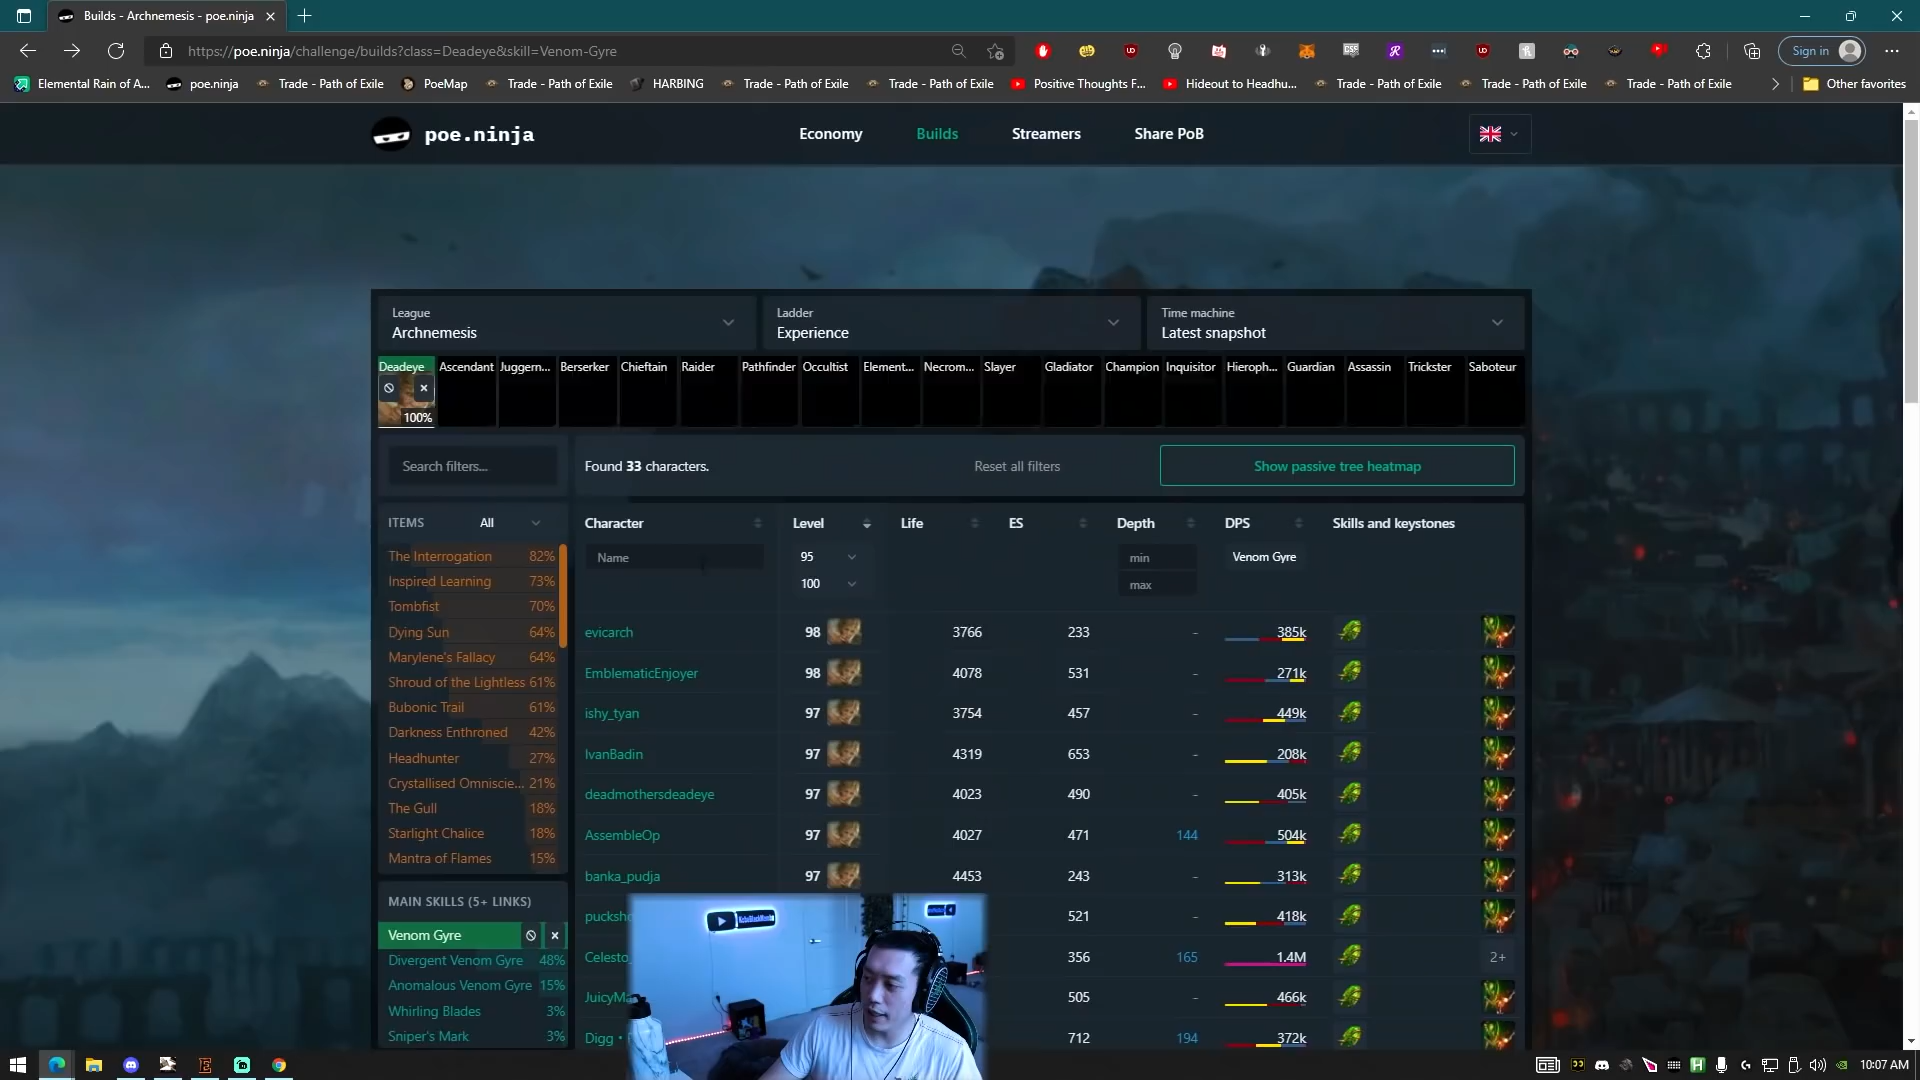 Builds - Archnemesis - poe.ninja
https://poe.ninja/challenge/builds?class=Deadeye&skill=Venom-Gyre
Sign in
Elemental Rain of A...
poe.ninja
Trade - Path of Exile
PoeMap
Trade - Path of Exile
HARBING
Trade - Path of Exile
Trade - Path of Exile
Positive Thoughts F...
Hideout to Headhu...
Trade - Path of Exile
Trade - Path of Exile
Trade - Path of Exile
Other favorites
poe.ninja
Economy
Builds
Streamers
Share PoB
League
Archnemesis
Ladder
Experience
Time machine
Latest snapshot
Deadeye
100%
Ascendant
Juggern...
Berserker
Chieftain
Raider
Pathfinder
Occultist
Element...
Necrom...
Slayer
Gladiator
Champion
Inquisitor
Hieroph...
Guardian
Assassin
Trickster
Saboteur
Search filters...
Found 33 characters.
Reset all filters
Show passive tree heatmap
ITEMS All
The Interrogation 82%
Inspired Learning 73%
Tombfist 70%
Dying Sun 64%
Marylene's Fallacy 64%
Shroud of the Lightless 61%
Bubonic Trail 61%
Darkness Enthroned 42%
Headhunter 27%
Crystallised Omniscie... 21%
The Gull 18%
Starlight Chalice 18%
Mantra of Flames 15%
MAIN SKILLS (5+ LINKS)
Venom Gyre
Divergent Venom Gyre 48%
Anomalous Venom Gyre 15%
Whirling Blades 3%
Sniper's Mark 3%
Character Level Life ES Depth DPS Skills and keystones
Name 95 min Venom Gyre
100 max
evicarch 98 3766 233 - 385k
EmblematicEnjoyer 98 4078 531 - 271k
ishy_tyan 97 3754 457 - 449k
IvanBadin 97 4319 653 - 208k
deadmothersdeadeye 97 4023 490 - 405k
AssembleOp 97 4027 471 144 504k
banka_pudja 97 4453 243 - 313k
pucksho 521 - 418k
Celesto 356 165 1.4M 2+
JuicyMa 505 - 466k
Digg 712 194 372k
10:07 AM